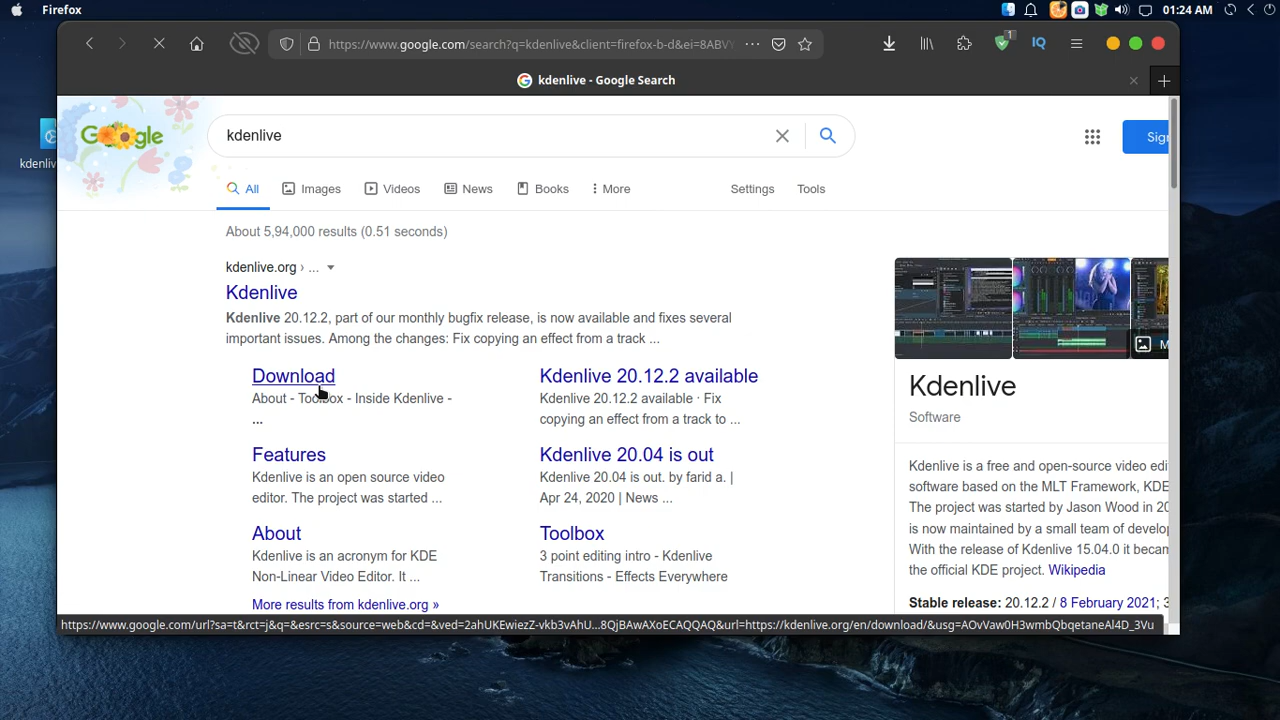 Firefox
01:24 AM
https://www.google.com/search?q=kdenlive&client=firefox-b-d&ei=8ABVY
1
IQ
kdenlive - Google Search
Google
kdenlive
Sign
kdenliv
All
Images
Videos
News
Books
More
Settings
Tools
About 5,94,000 results (0.51 seconds)
kdenlive.org › ...
Kdenlive
Kdenlive 20.12.2, part of our monthly bugfix release, is now available and fixes several
important issues. Among the changes: Fix copying an effect from a track ...
Download
About - Toolbox - Inside Kdenlive -
...
Kdenlive 20.12.2 available
Kdenlive 20.12.2 available · Fix
copying an effect from a track to ...
Features
Kdenlive is an open source video
editor. The project was started ...
Kdenlive 20.04 is out
Kdenlive 20.04 is out. by farid a. |
Apr 24, 2020 | News ...
About
Kdenlive is an acronym for KDE
Non-Linear Video Editor. It ...
Toolbox
3 point editing intro - Kdenlive
Transitions - Effects Everywhere
More results from kdenlive.org »
M
Kdenlive
Software
Kdenlive is a free and open-source video edi
software based on the MLT Framework, KDE
The project was started by Jason Wood in 20
is now maintained by a small team of develop
With the release of Kdenlive 15.04.0 it becam
the official KDE project. Wikipedia
Stable release: 20.12.2 / 8 February 2021; 3
https://www.google.com/url?sa=t&rct=j&q=&esrc=s&source=web&cd=&ved=2ahUKEwiezZ-vkb3vAhU...8QjBAwAXoECAQQAQ&url=https://kdenlive.org/en/download/&usg=AOvVaw0H3wmbQbqetaneAl4D_3Vu